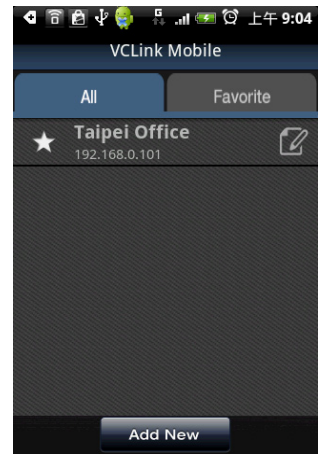 上午 9:04
VCLink Mobile
All Favorite
Taipei Office
192.168.0.101
Add New